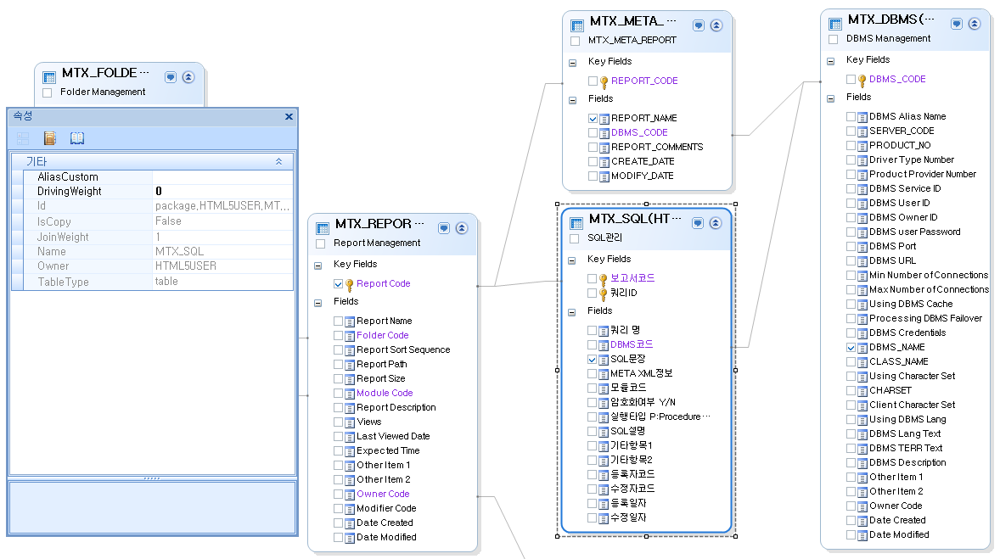 MTX_FOLDE ···
Folder Management
속성
기타
AliasCustom
DrivingWeight 0
Id package,HTML5USER,MT,...
IsCopy False
JoinWeight 1
Name MTX_SQL
Owner HTML5USER
TableType table
MTX_REPOR ···
Report Management
Key Fields
Report Code
Fields
Report Name
Folder Code
Report Sort Sequence
Report Path
Report Size
Module Code
Report Description
Views
Last Viewed Date
Expected Time
Other Item 1
Other Item 2
Owner Code
Modifier Code
Date Created
Date Modified
MTX_META_ ···
MTX_META_REPORT
Key Fields
REPORT_CODE
Fields
REPORT_NAME
DBMS_CODE
REPORT_COMMENTS
CREATE_DATE
MODIFY_DATE
MTX_SQL(HT ···
SQL관리
Key Fields
보고서코드
쿼리ID
Fields
쿼리 명
DBMS코드
SQL문장
META XML정보
모듈코드
암호화여부 Y/N
실행타입 P:Procedure ···
SQL설명
기타항목1
기타항목2
등록자코드
수정자코드
등록일자
수정일자
MTX_DBMS( ···
DBMS Management
Key Fields
DBMS_CODE
Fields
DBMS Alias Name
SERVER_CODE
PRODUCT_NO
Driver Type Number
Product Provider Number
DBMS Service ID
DBMS User ID
DBMS Owner ID
DBMS user Password
DBMS Port
DBMS URL
Min Number of Connections
Max Number of Connections
Using DBMS Cache
Processing DBMS Failover
DBMS Credentials
DBMS_NAME
CLASS_NAME
Using Character Set
CHARSET
Client Character Set
Using DBMS Lang
DBMS Lang Text
DBMS TERR Text
DBMS Description
Other Item 1
Other Item 2
Owner Code
Date Created
Date Modified